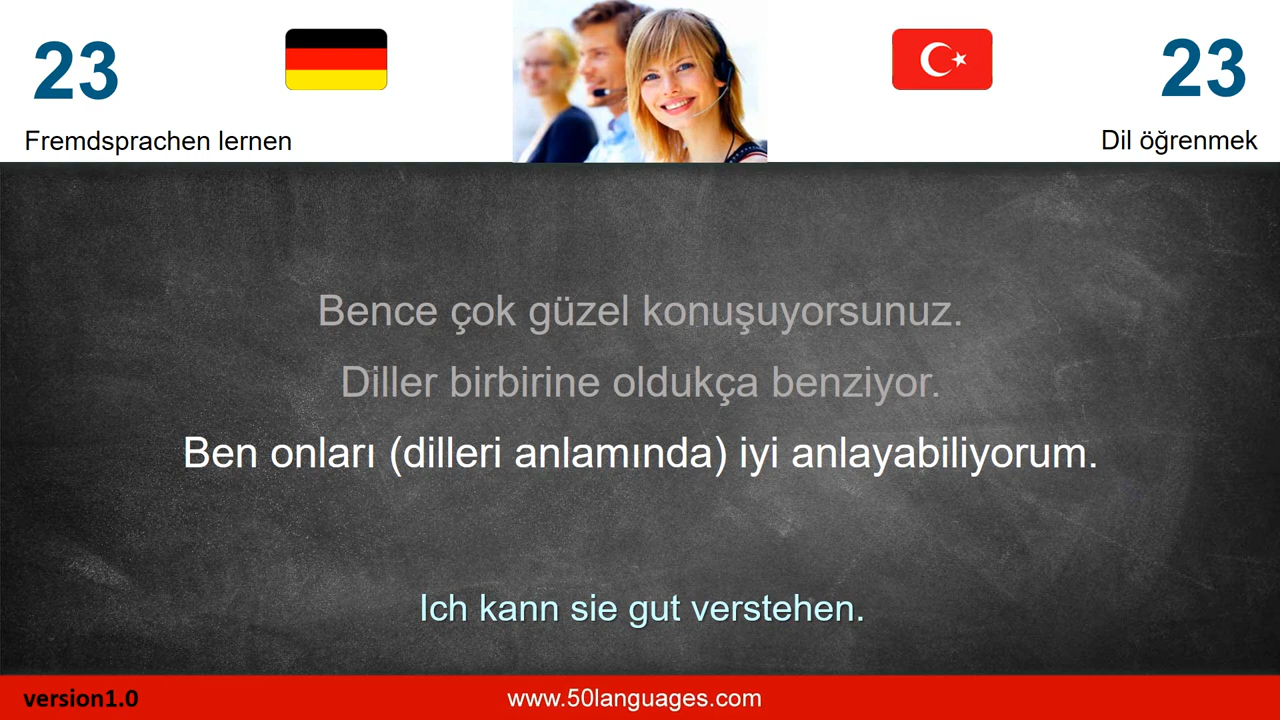 23
23
Fremdsprachen lernen
Dil öğrenmek
Bence çok güzel konuşuyorsunuz.
Diller birbirine oldukça benziyor.
Ben onları (dilleri anlamında) iyi anlayabiliyorum.
Ich kann sie gut verstehen.
version1.0
www.50languages.com